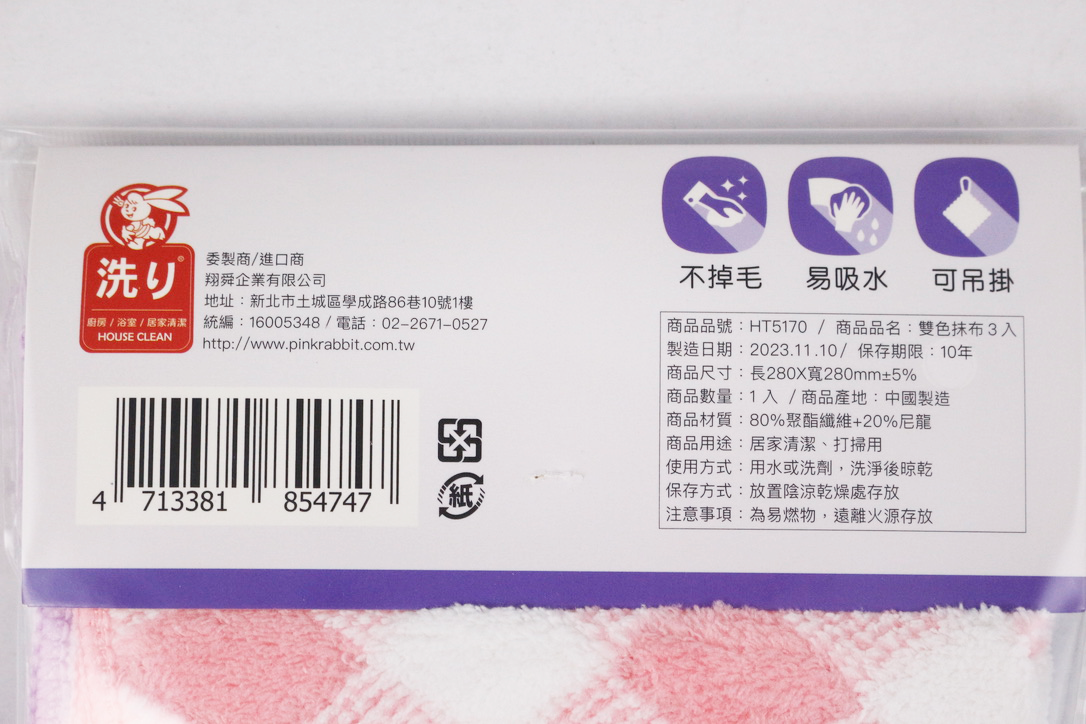 洗り®
廚房 / 浴室 / 居家清潔
HOUSE CLEAN
委製商/進口商
翔舜企業有限公司
地址：新北市土城區學成路86巷10號1樓
統編：16005348 / 電話：02-2671-0527
http://www.pinkrabbit.com.tw
4 713381 854747
紙
不掉毛
易吸水
可吊掛
商品品號：HT5170 / 商品品名：雙色抹布3入
製造日期：2023.11.10/ 保存期限：10年
商品尺寸：長280X寬280mm±5%
商品數量：1入 / 商品產地：中國製造
商品材質：80%聚酯纖維+20%尼龍
商品用途：居家清潔、打掃用
使用方式：用水或洗劑，洗淨後晾乾
保存方式：放置陰涼乾燥處存放
注意事項：為易燃物，遠離火源存放